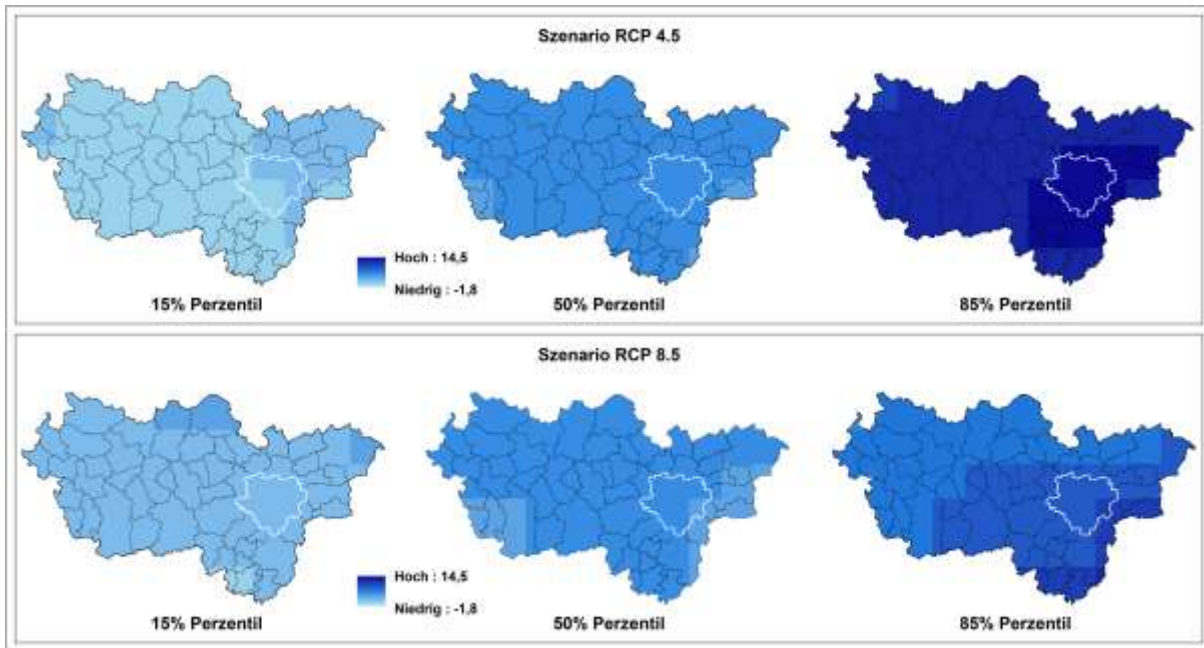 Szenario RCP 4.5
Hoch : 14,5
Niedrig : -1,8
15% Perzentil
50% Perzentil
85% Perzentil
Szenario RCP 8.5
Hoch : 14,5
Niedrig : -1,8
15% Perzentil
50% Perzentil
85% Perzentil